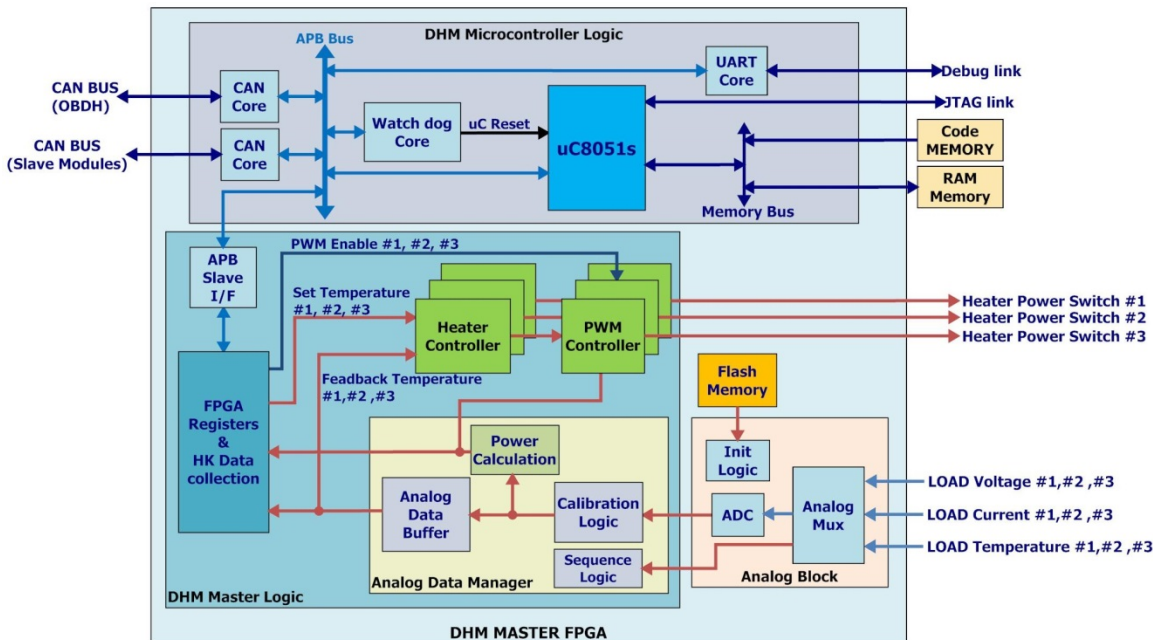 APB Bus
DHM Microcontroller Logic
CAN BUS
(OBDH)
CAN
Core
UART
Core
Debug link
JTAG link
CAN BUS
(Slave Modules)
CAN
Core
Watch dog
Core
uC Reset
uC8051s
Code
MEMORY
RAM
Memory
Memory Bus
APB
Slave
I/F
PWM Enable #1, #2, #3
Set Temperature
#1, #2, #3
Heater
Controller
PWM
Controller
Heater Power Switch #1
Heater Power Switch #2
Heater Power Switch #3
Feadback Temperature
#1,#2 ,#3
FPGA
Registers
&
HK Data
collection
Flash
Memory
Power
Calculation
Init
Logic
Analog
Data
Buffer
Calibration
Logic
ADC
Analog
Mux
LOAD Voltage #1,#2 ,#3
LOAD Current #1,#2 ,#3
LOAD Temperature #1,#2 ,#3
Sequence
Logic
Analog Data Manager
Analog Block
DHM Master Logic
DHM MASTER FPGA